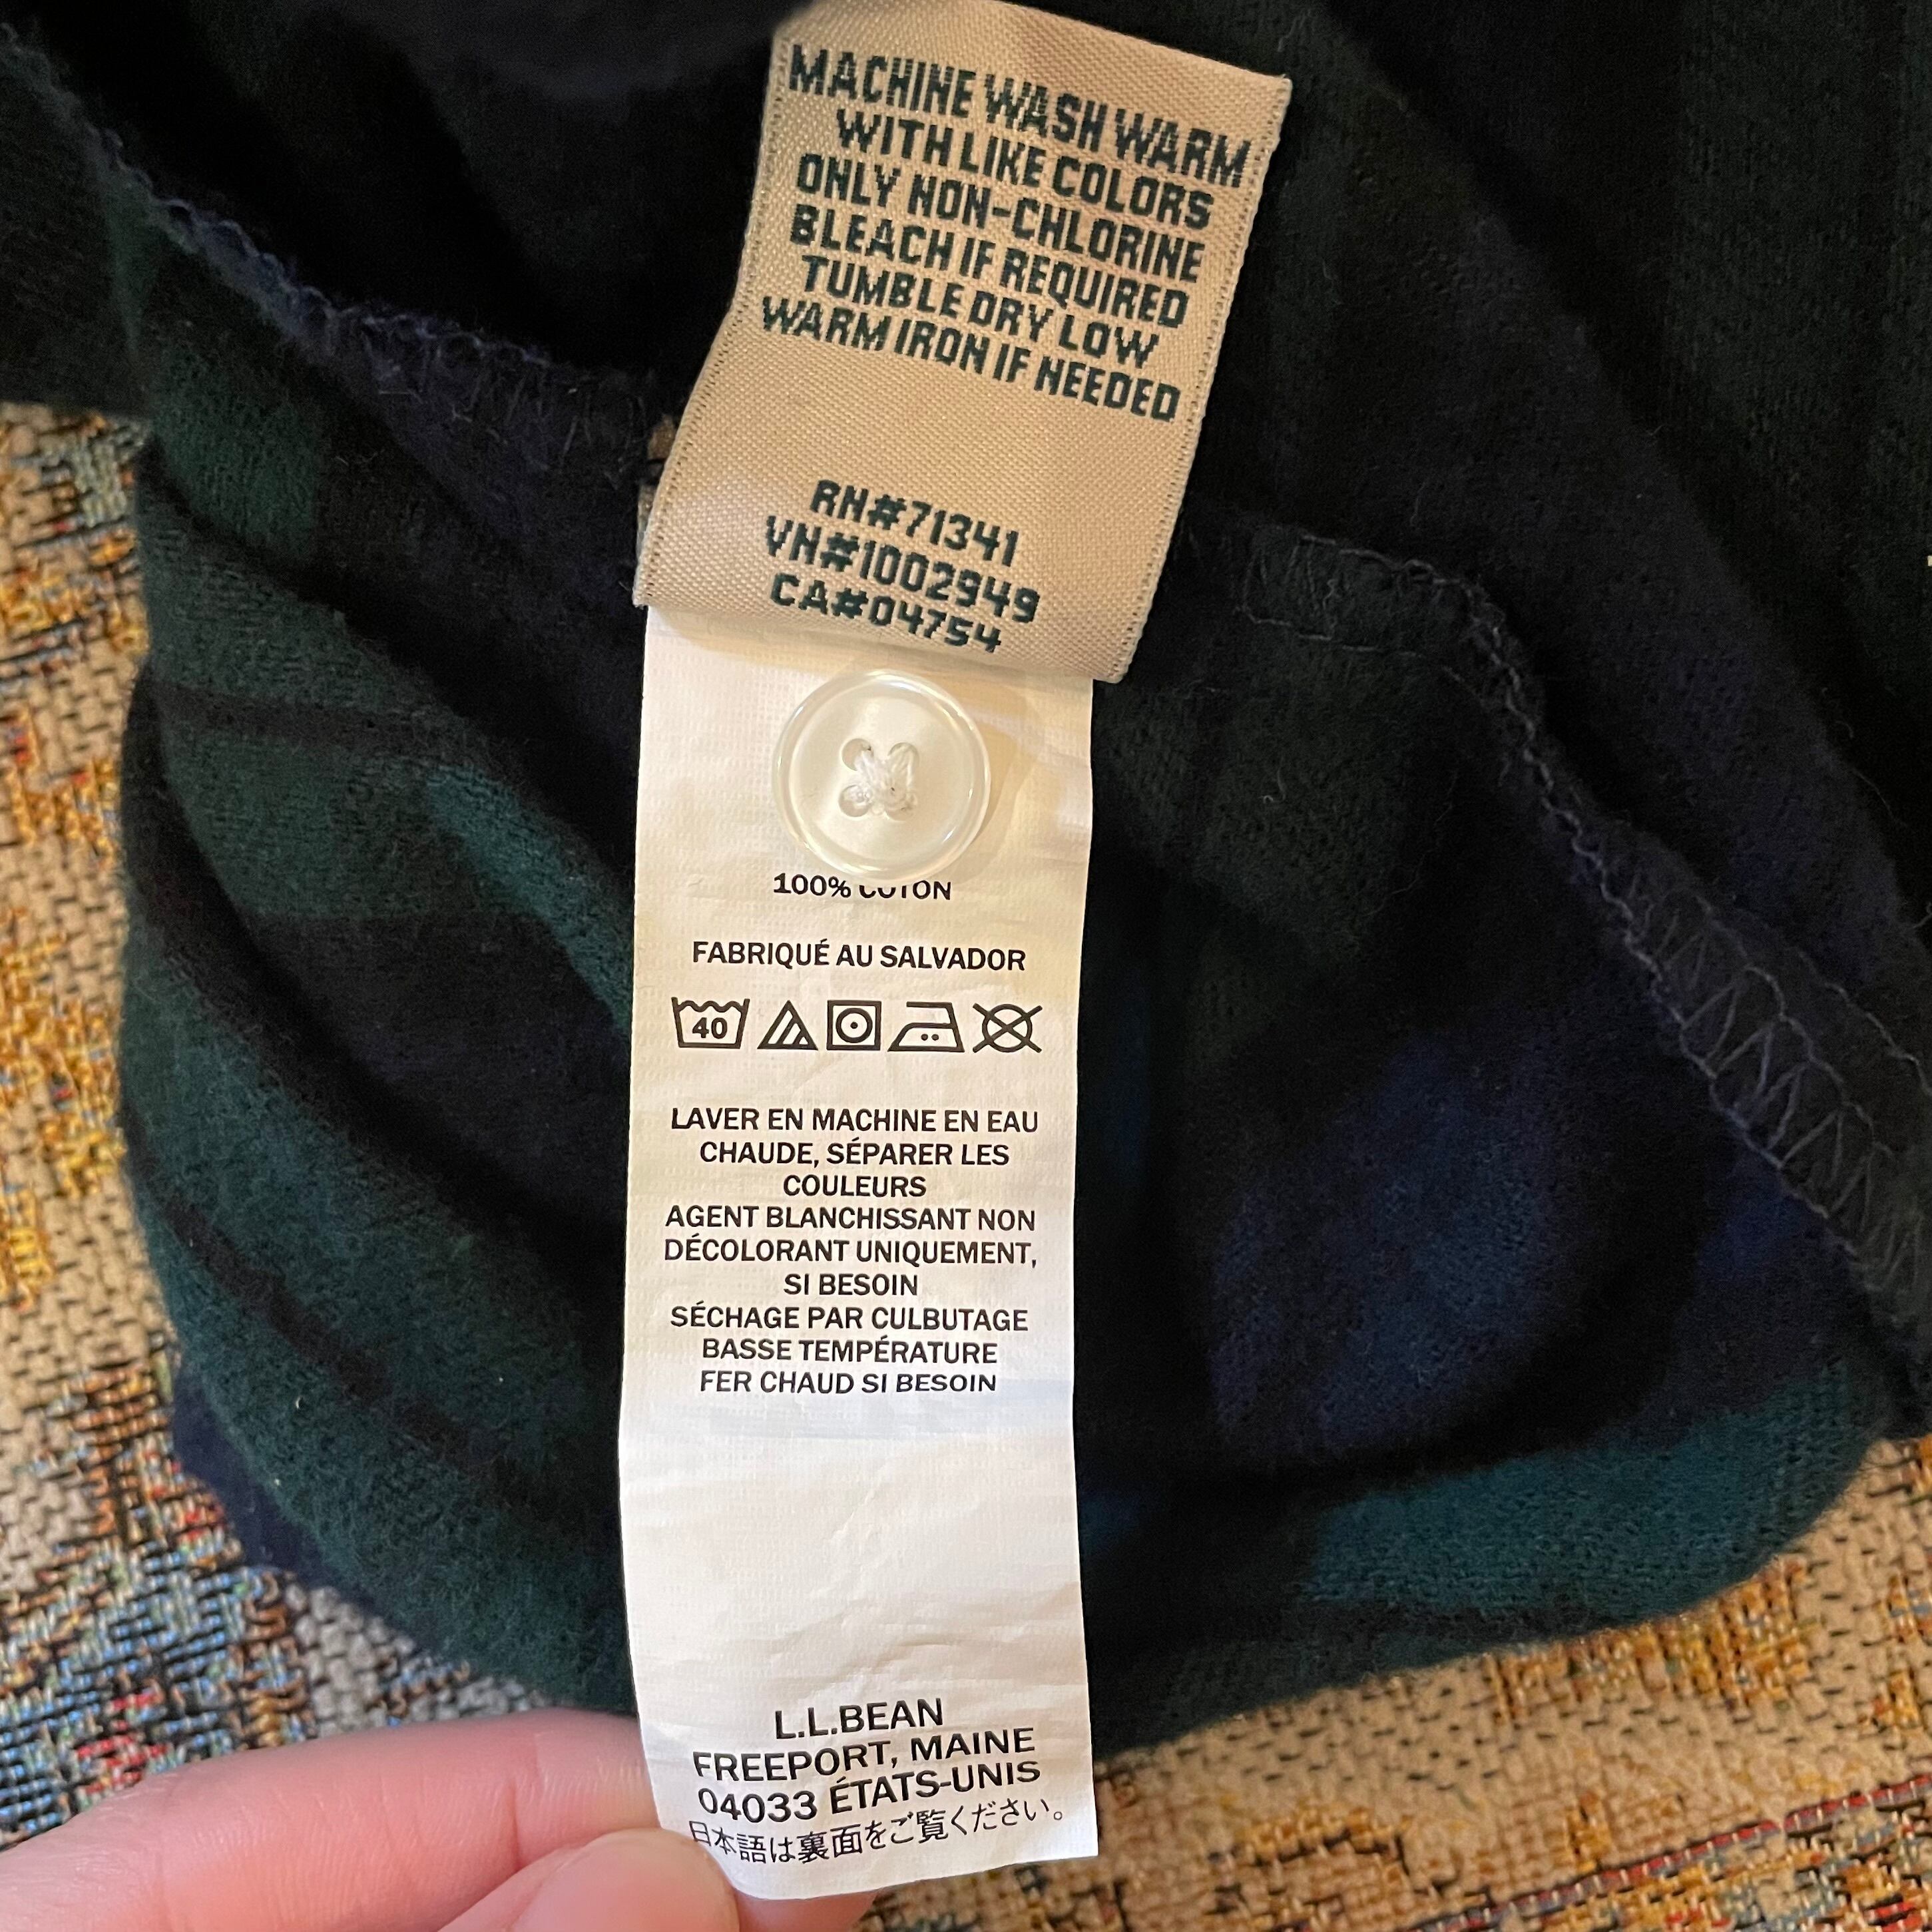 MACHINE WASH WARM
WITH LIKE COLORS
ONLY NON-CHLORINE
BLEACH IF REQUIRED
TUMBLE DRY LOW
WARM IRON IF NEEDED
RN#71341
VN#1002949
CA#04754
100% COTON
FABRIQUÉ AU SALVADOR
40
LAVER EN MACHINE EN EAU
CHAUDE, SÉPARER LES
COULEURS
AGENT BLANCHISSANT NON
DÉCOLORANT UNIQUEMENT,
SI BESOIN
SÉCHAGE PAR CULBUTAGE
BASSE TEMPÉRATURE
FER CHAUD SI BESOIN
L.L.BEAN
FREEPORT, MAINE
04033 ÉTATS-UNIS
日本語は裏面をご覧ください。